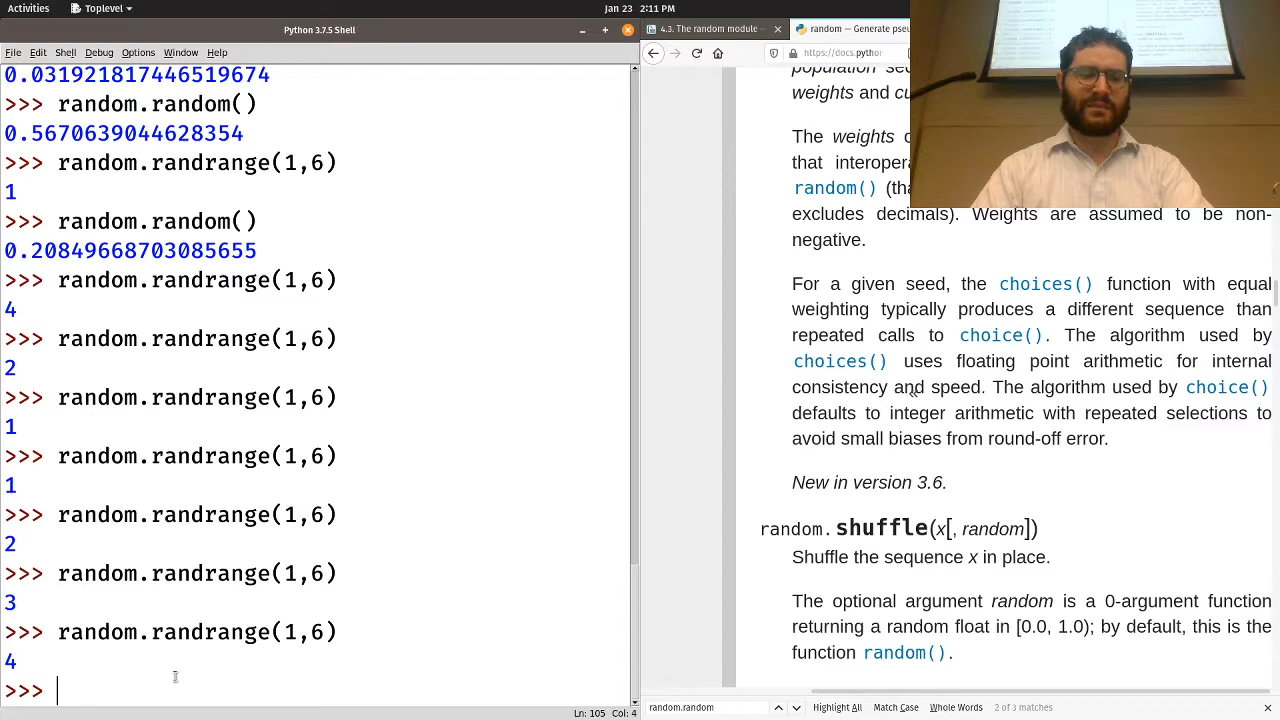 Activities
Toplevel
Jan 23 2:11 PM
Python 3.7.5 Shell
File Edit Shell Debug Options Window Help
0.031921817446519674
>>> random.random()
0.5670639044628354
>>> random.randrange(1,6)
1
>>> random.random()
0.20849668703085655
>>> random.randrange(1,6)
4
>>> random.randrange(1,6)
2
>>> random.randrange(1,6)
1
>>> random.randrange(1,6)
1
>>> random.randrange(1,6)
2
>>> random.randrange(1,6)
3
>>> random.randrange(1,6)
4
>>>
Ln: 105 Col: 4
4.3. The random module
random — Generate pseu
https://docs.pythor
population
weights and
The weights
that
random()
excludes decimals). Weights are assumed to be non-
negative.
For a given seed, the choices() function with equal
weighting typically produces a different sequence than
repeated calls to choice(). The algorithm used by
choices() uses floating point arithmetic for internal
consistency and speed. The algorithm used by choice()
defaults to integer arithmetic with repeated selections to
avoid small biases from round-off error.
New in version 3.6.
random.shuffle(x[, random])
Shuffle the sequence x in place.
The optional argument random is a 0-argument function
returning a random float in [0.0, 1.0); by default, this is the
function random().
random.random
Highlight All Match Case Whole Words 2 of 3 matches